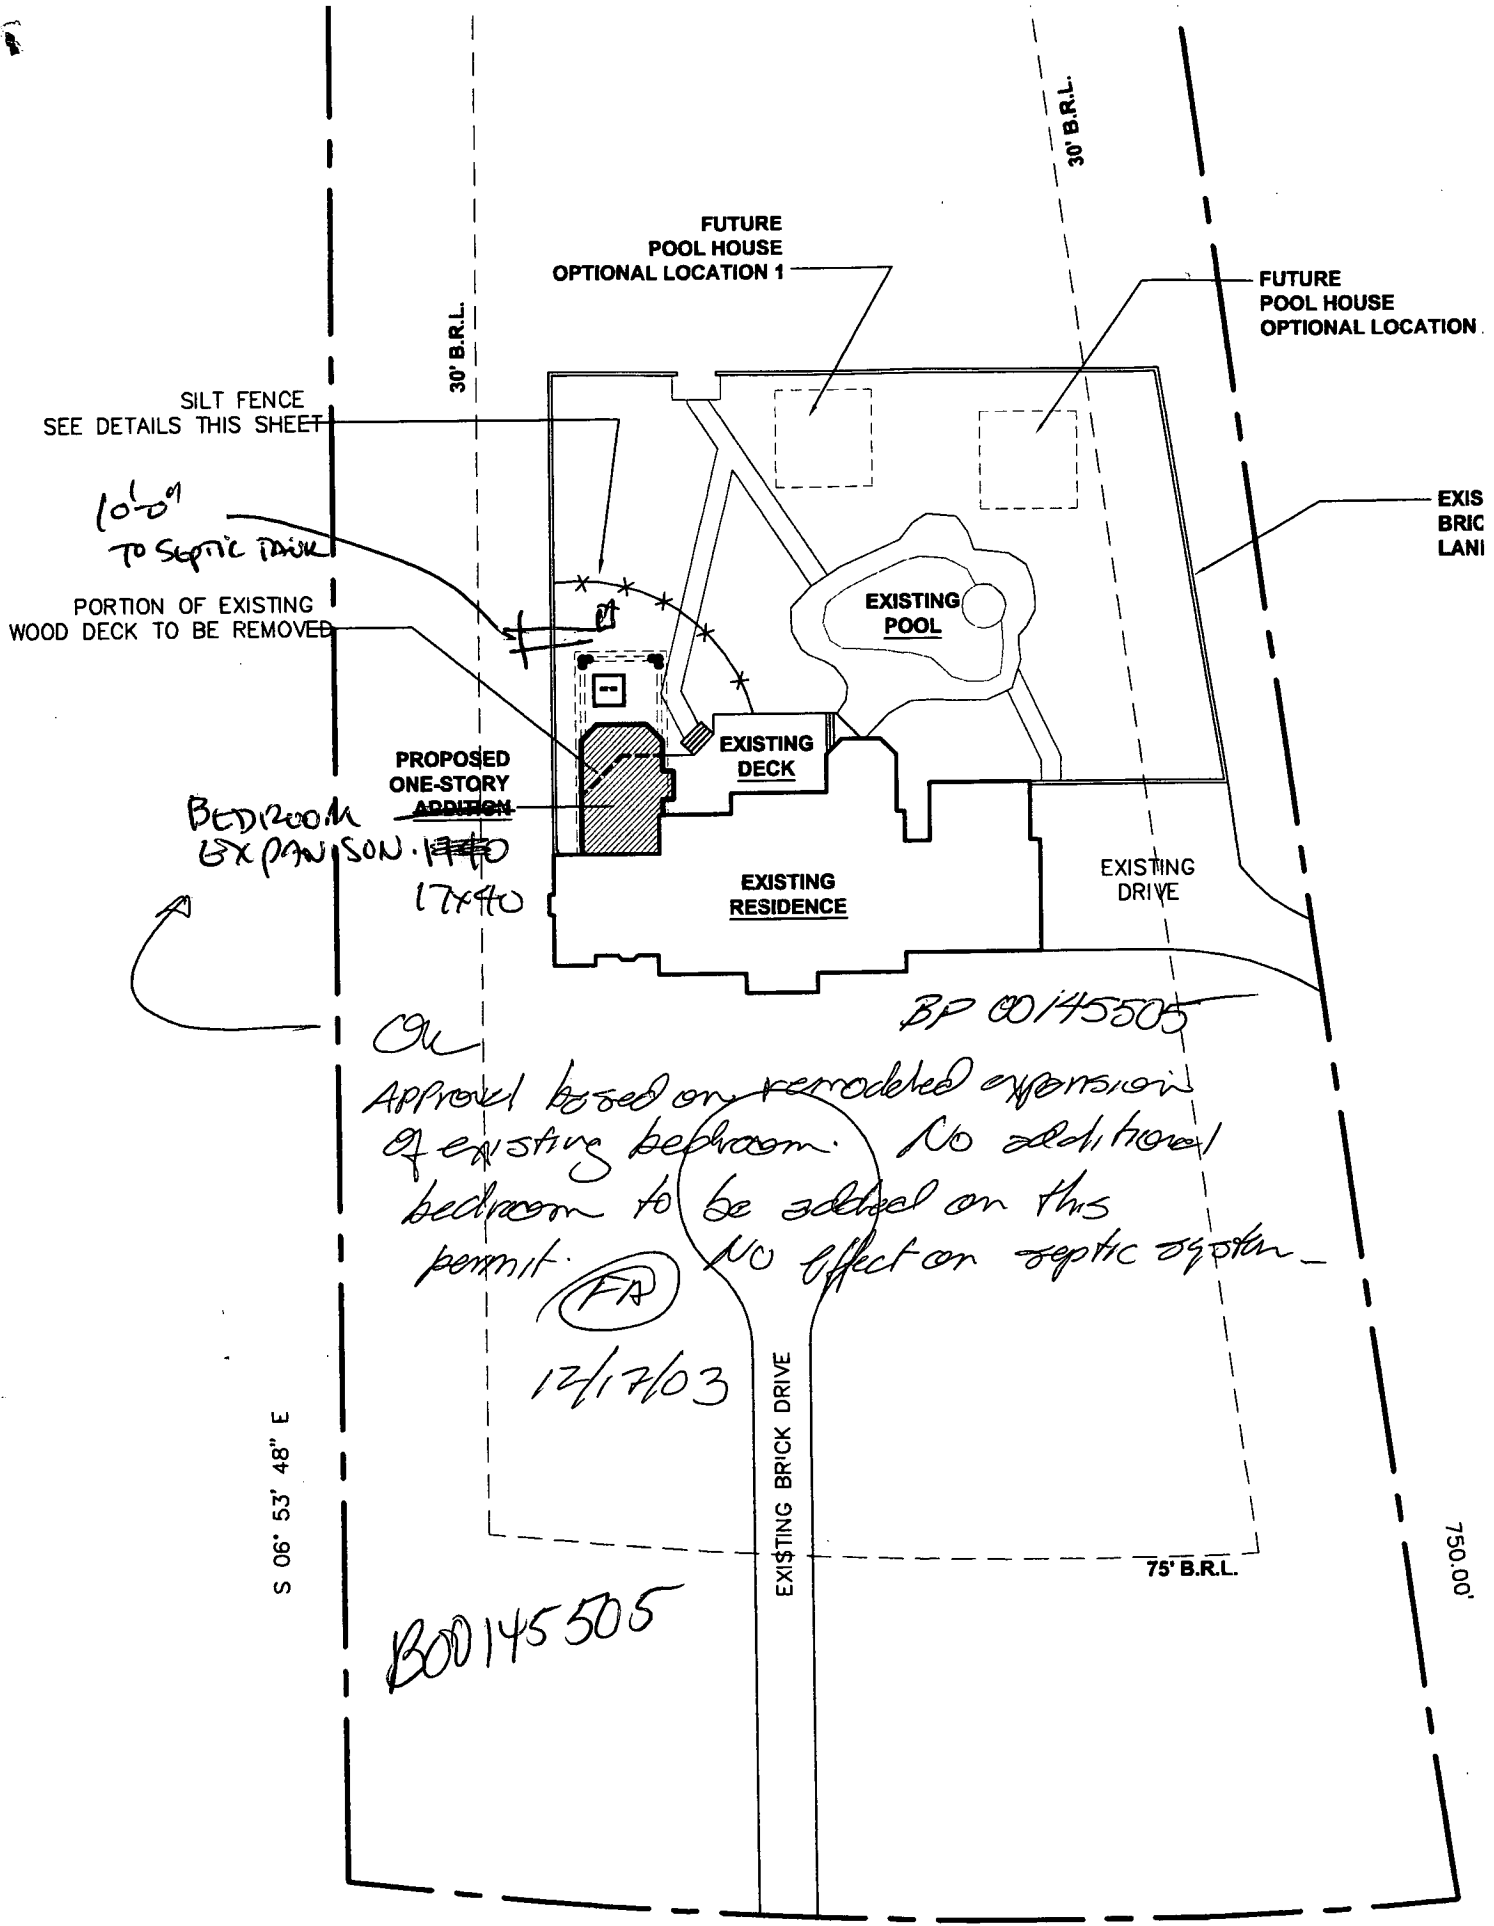 30' B.R.L.
30' B.R.L.
FUTURE
POOL HOUSE
OPTIONAL LOCATION 1
FUTURE
POOL HOUSE
OPTIONAL LOCATION
SILT FENCE
SEE DETAILS THIS SHEET
10'-0"
TO SEPTIC TANK
EXIS
BRIC
LANI
PORTION OF EXISTING
WOOD DECK TO BE REMOVED
EXISTING
POOL
EXISTING
DECK
PROPOSED
ONE-STORY
ADDITION
BEDROOM
EXPANISON.
17x40
EXISTING
RESIDENCE
EXISTING
DRIVE
BP 00145505
Ok
Approval based on remodeled expansion
of existing bedroom. No additional
bedroom to be added on this
permit. No effect on septic system
FA
12/17/03
EXISTING BRICK DRIVE
S 06° 53' 48" E
75' B.R.L.
750.00'
B00145505